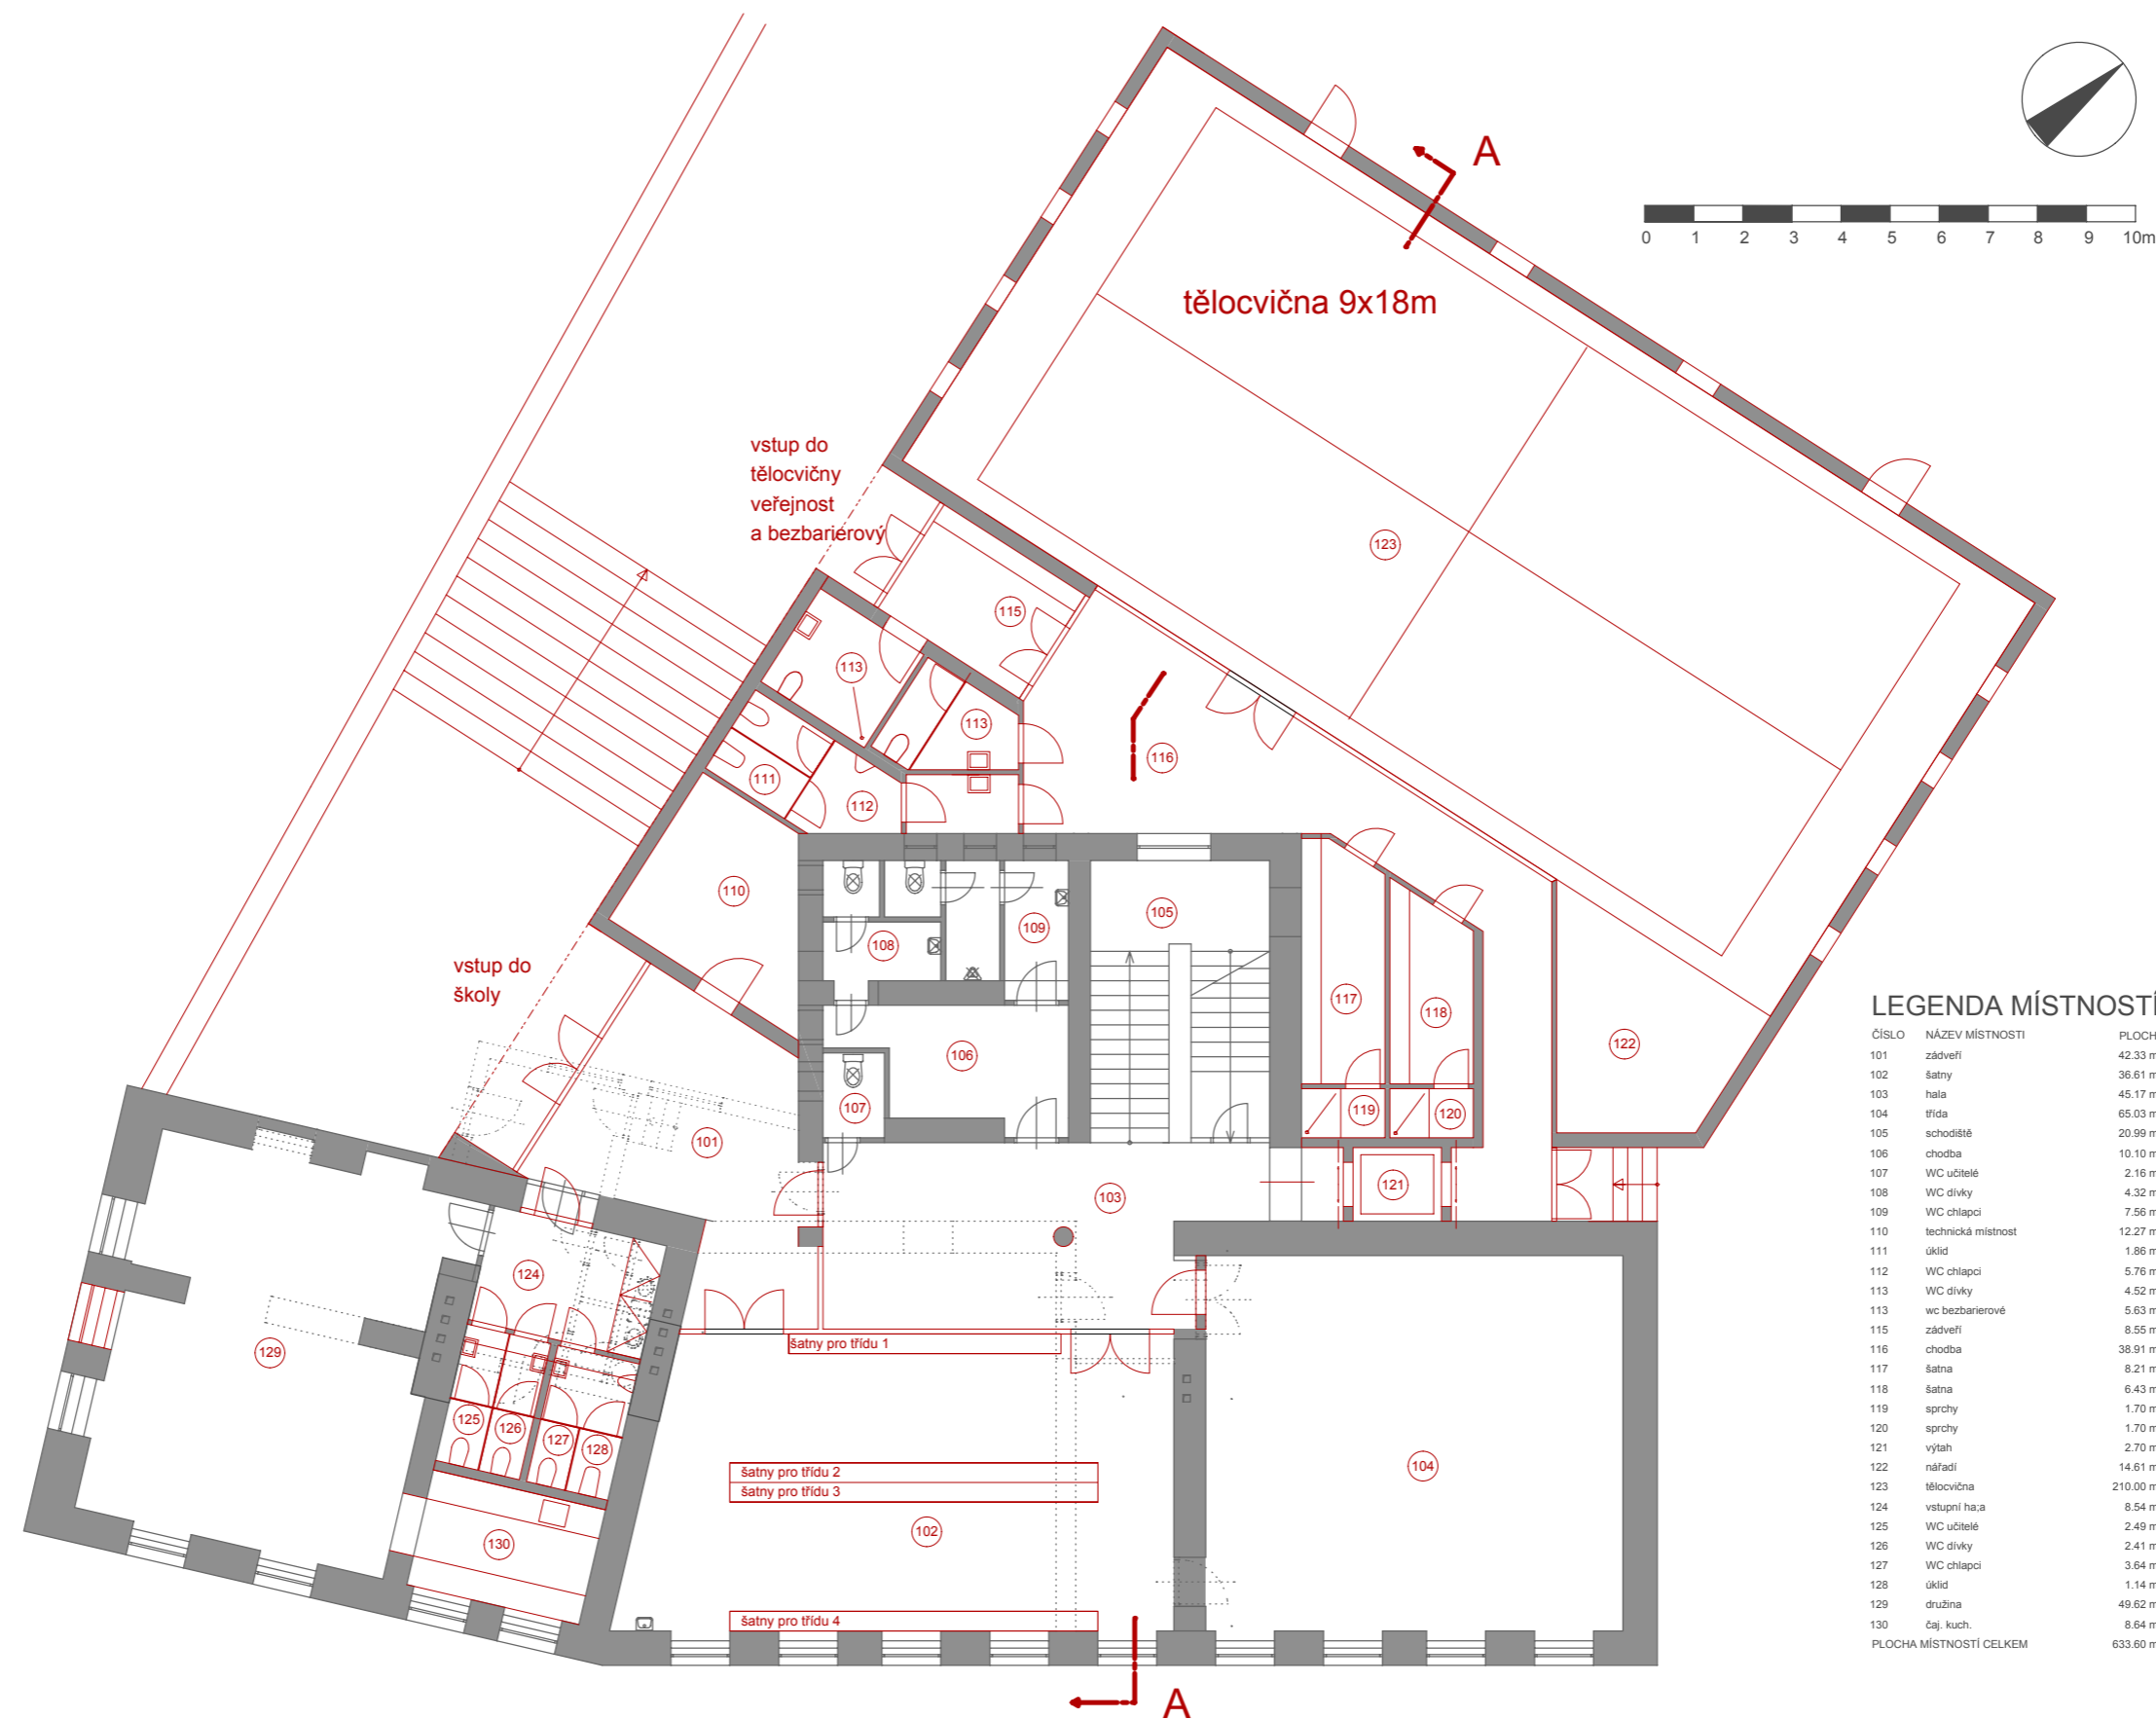 A
0 1 2 3 4 5 6 7 8 9 10m
tělocvična 9x18m
vstup do
tělocvičny
veřejnost
a bezbariérový
123
115
113
113
116
111
112
110
105
109
108
vstup do
školy
117
118
122
106
107
119
120
101
121
103
124
šatny pro třídu 1
129
125
126
127
128
104
šatny pro třídu 2
šatny pro třídu 3
102
130
šatny pro třídu 4
A
LEGENDA MÍSTNOSTÍ
ČÍSLO NÁZEV MÍSTNOSTI PLOCH
101 zádveří 42.33 m
102 šatny 36.61 m
103 hala 45.17 m
104 třída 65.03 m
105 schodiště 20.99 m
106 chodba 10.10 m
107 WC učitelé 2.16 m
108 WC dívky 4.32 m
109 WC chlapci 7.56 m
110 technická místnost 12.27 m
111 úklid 1.86 m
112 WC chlapci 5.76 m
113 WC dívky 4.52 m
113 wc bezbarierové 5.63 m
115 zádveří 8.55 m
116 chodba 38.91 m
117 šatna 8.21 m
118 šatna 6.43 m
119 sprchy 1.70 m
120 sprchy 1.70 m
121 výtah 2.70 m
122 nářadí 14.61 m
123 tělocvična 210.00 m
124 vstupní ha;a 8.54 m
125 WC učitelé 2.49 m
126 WC dívky 2.41 m
127 WC chlapci 3.64 m
128 úklid 1.14 m
129 družina 49.62 m
130 čaj. kuch. 8.64 m
PLOCHA MÍSTNOSTÍ CELKEM 633.60 m